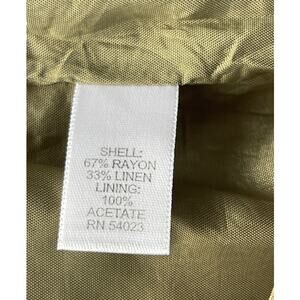 SHELL:
67% RAYON
33% LINEN
LINING:
100%
ACETATE
RN 54023